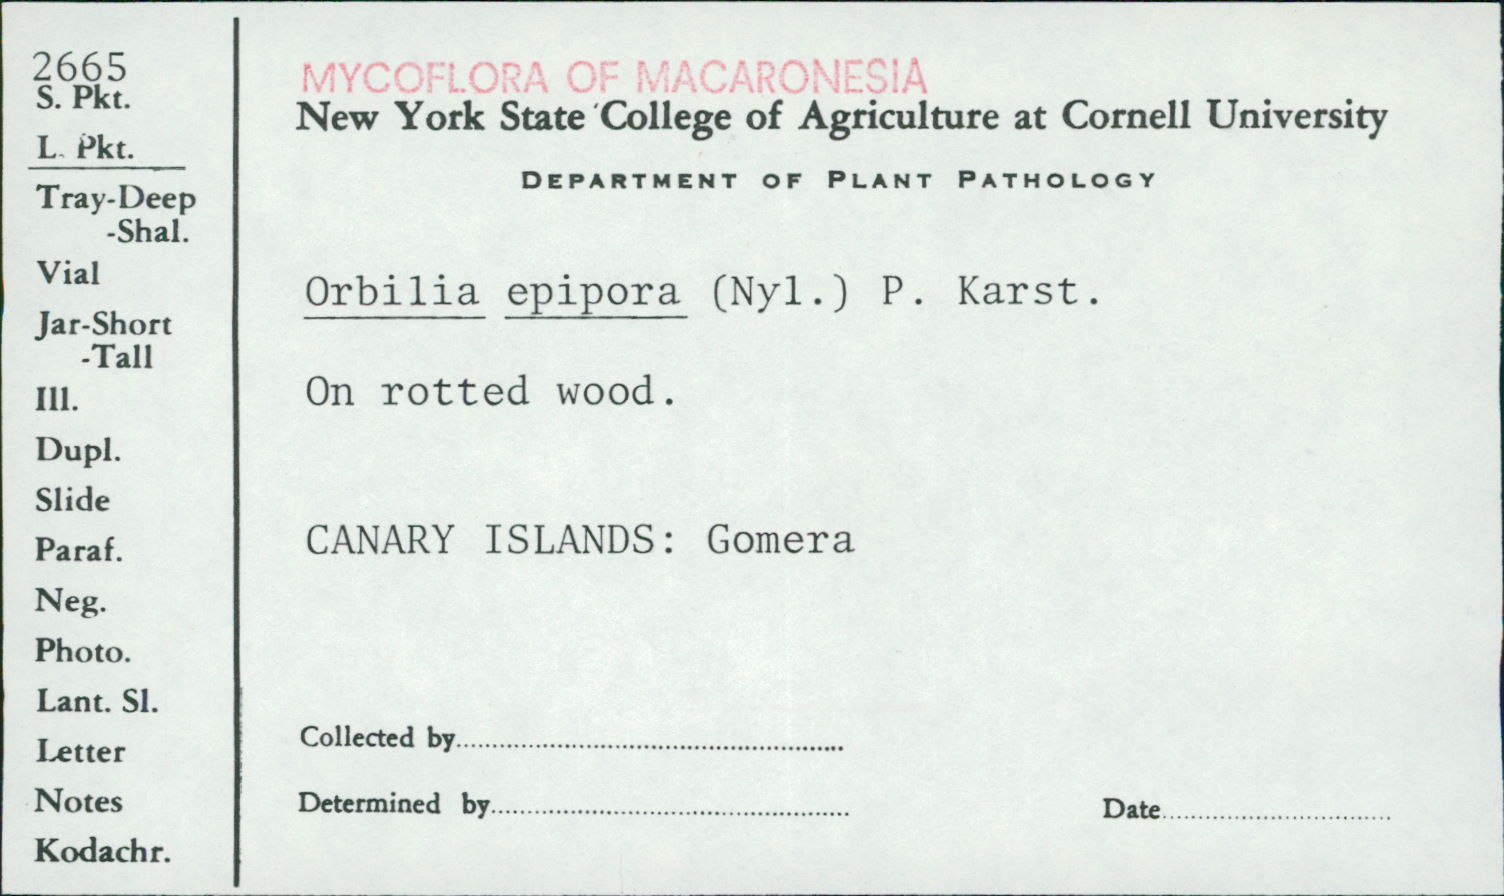 2665
S. Pkt.
L. Pkt.
Tray-Deep
-Shal.
Vial
Jar-Short
-Tall
Ill.
Dupl.
Slide
Paraf.
Neg.
Photo.
Lant. Sl.
Letter
Notes
Kodachr.
MYCOFLORA OF MACARONESIA
New York State College of Agriculture at Cornell University
DEPARTMENT OF PLANT PATHOLOGY
Orbilia epipora (Nyl.) P. Karst.
On rotted wood.
CANARY ISLANDS: Gomera
Collected by
Determined by
Date